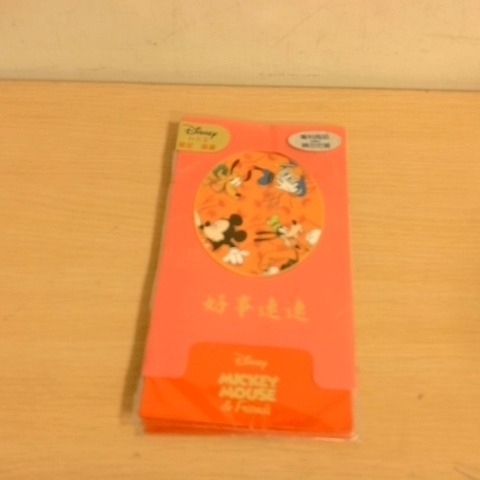 Disney
好事連連
Disney
MICKEY
MOUSE
& Friends